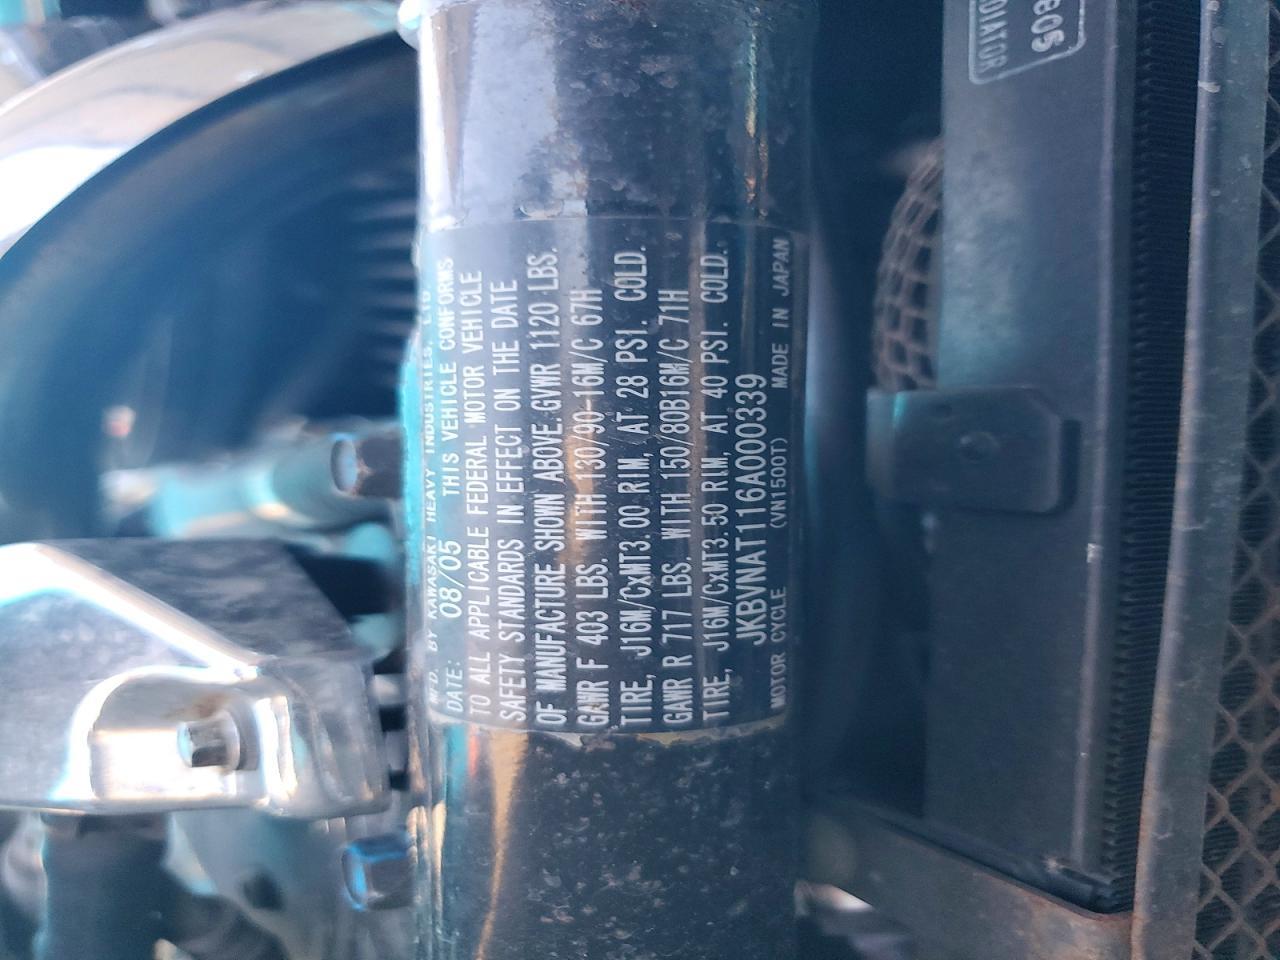 MFD. BY KAWASAKI HEAVY INDUSTRIES, LTD
DATE: 08/05 THIS VEHICLE CONFORMS
TO ALL APPLICABLE FEDERAL MOTOR VEHICLE
SAFETY STANDARDS IN EFFECT ON THE DATE
OF MANUFACTURE SHOWN ABOVE. GVWR 1120 LBS.
GAWR F 403 LBS. WITH 130/90-16M/C 67H
TIRE, J16M/CxMT3.00 RIM, AT 28 PSI. COLD.
GAWR R 717 LBS. WITH 150/80B16M/C 71H
TIRE, J16M/CxMT3.50 RIM, AT 40 PSI. COLD.
JKBVNAT116A000339
MOTOR CYCLE (VN1500T) MADE IN JAPAN